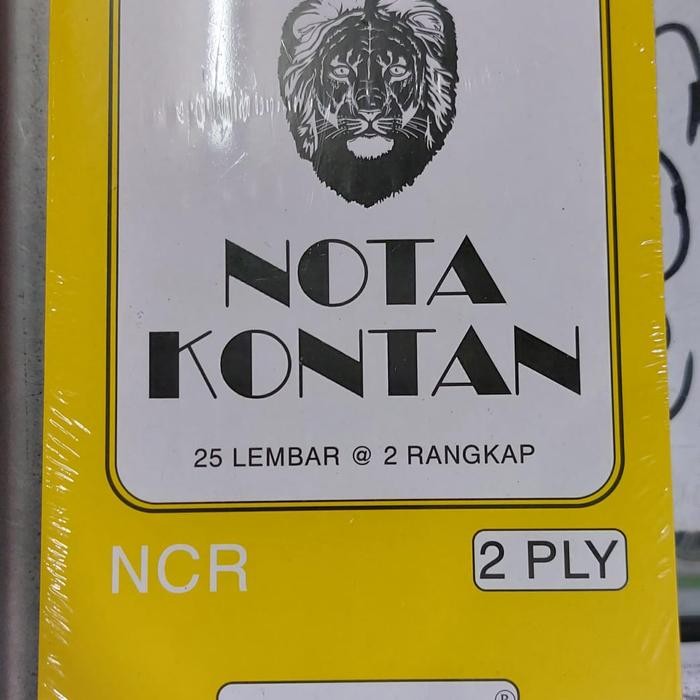 NOTA
KONTAN
25 LEMBAR @ 2 RANGKAP
NCR
2 PLY
®